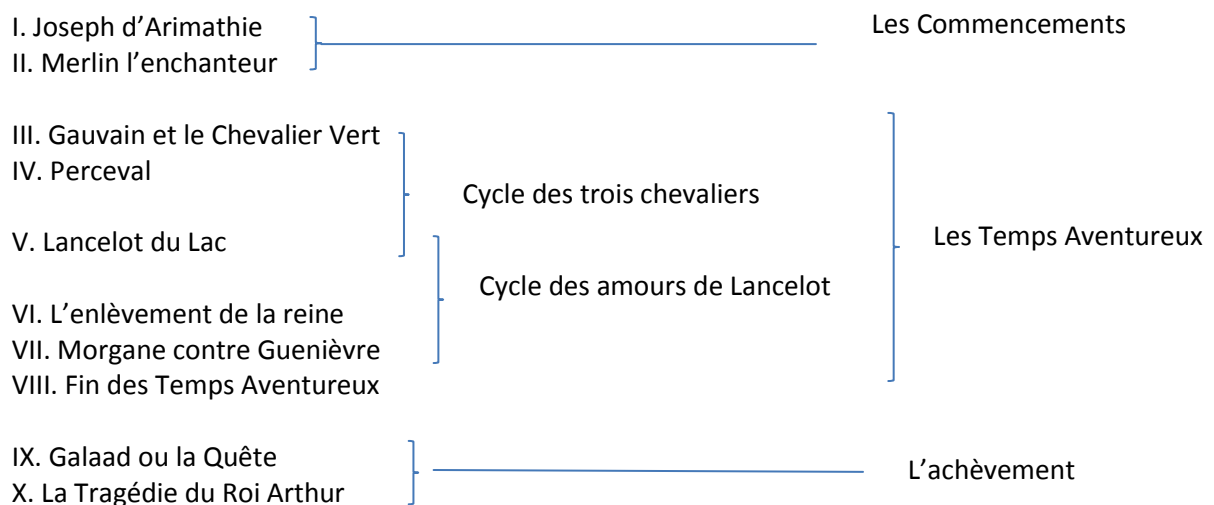 I. Joseph d’Arimathie
II. Merlin l’enchanteur
Les Commencements
III. Gauvain et le Chevalier Vert
IV. Perceval
Cycle des trois chevaliers
V. Lancelot du Lac
Les Temps Aventureux
Cycle des amours de Lancelot
VI. L’enlèvement de la reine
VII. Morgane contre Guenièvre
VIII. Fin des Temps Aventureux
IX. Galaad ou la Quête
X. La Tragédie du Roi Arthur
L’achèvement